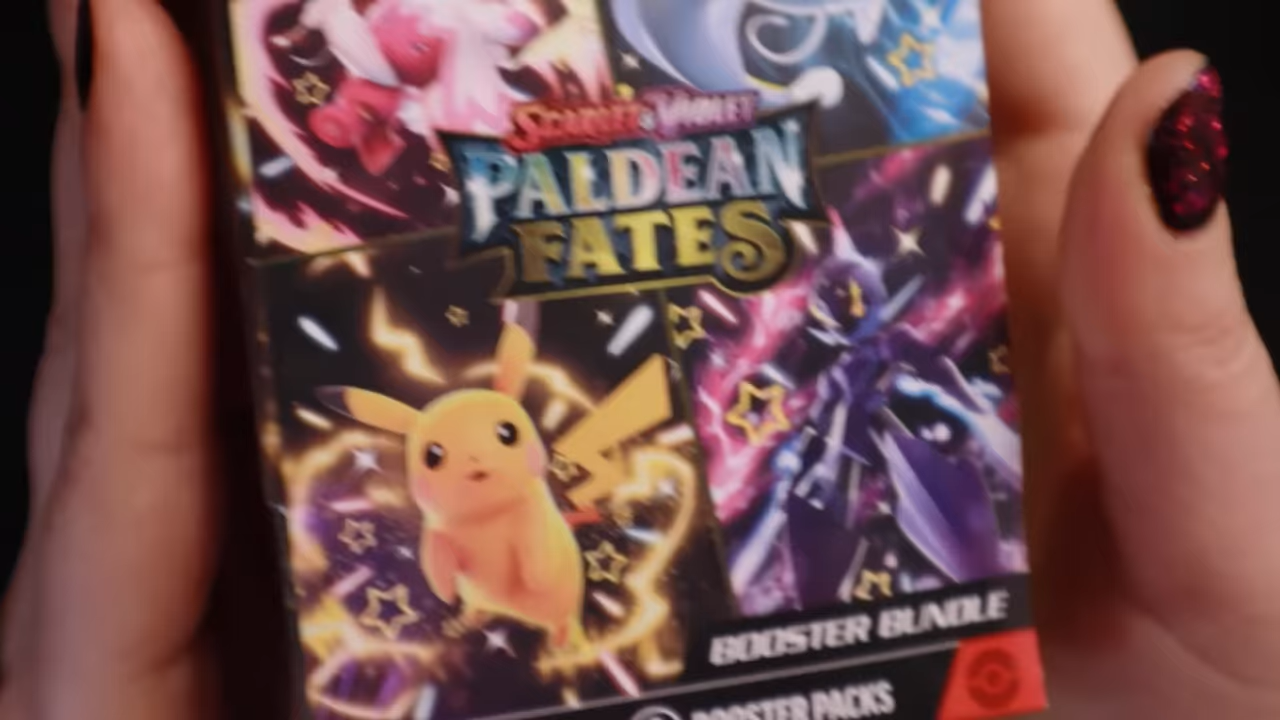 SCARLET & VIOLET
PALDEAN
FATES
BOOSTER BUNDLE
BOOSTER PACKS